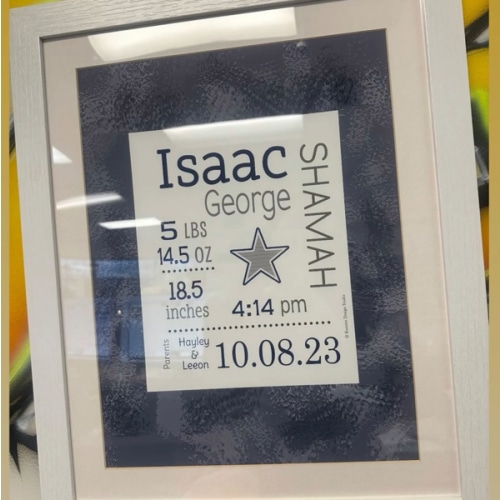 Isaac
George
SHAMAH
5 LBS
14.5 OZ
18.5
inches
4:14 pm
Parents
Hayley
&
Leeon
10.08.23